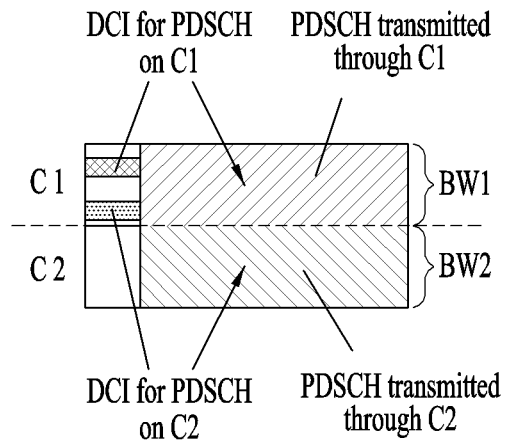 DCI for PDSCH
on C1
PDSCH transmitted
through C1
C 1
BW1
C 2
BW2
DCI for PDSCH
on C2
PDSCH transmitted
through C2